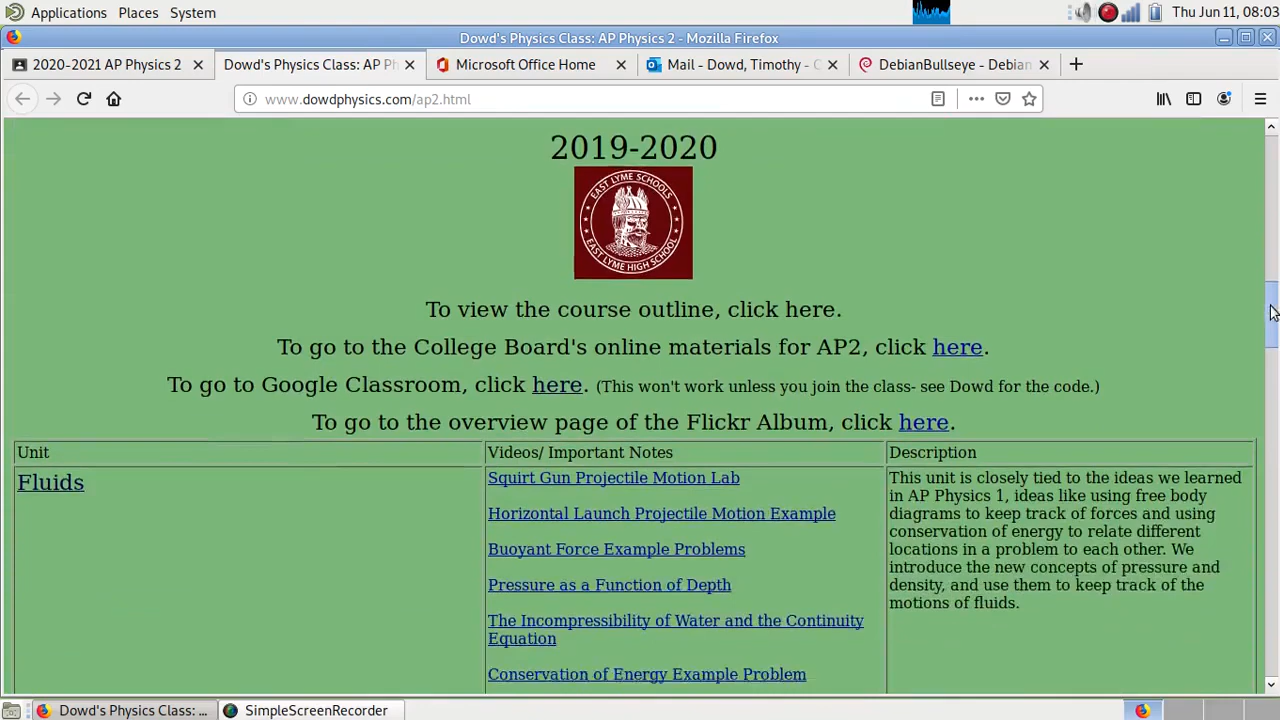 Applications Places System Thu Jun 11, 08:03
Dowd's Physics Class: AP Physics 2 - Mozilla Firefox
2020-2021 AP Physics 2 Dowd's Physics Class: AP Ph Microsoft Office Home Mail - Dowd, Timothy - C DebianBullseye - Debian
www.dowdphysics.com/ap2.html
2019-2020
EAST LYME SCHOOLS
EAST LYME HIGH SCHOOL
To view the course outline, click here.
To go to the College Board's online materials for AP2, click here.
To go to Google Classroom, click here. (This won't work unless you join the class- see Dowd for the code.)
To go to the overview page of the Flickr Album, click here.
Unit Videos/ Important Notes Description
Fluids
Squirt Gun Projectile Motion Lab
Horizontal Launch Projectile Motion Example
Buoyant Force Example Problems
Pressure as a Function of Depth
The Incompressibility of Water and the Continuity
Equation
Conservation of Energy Example Problem
This unit is closely tied to the ideas we learned
in AP Physics 1, ideas like using free body
diagrams to keep track of forces and using
conservation of energy to relate different
locations in a problem to each other. We
introduce the new concepts of pressure and
density, and use them to keep track of the
motions of fluids.
Dowd's Physics Class: ... SimpleScreenRecorder